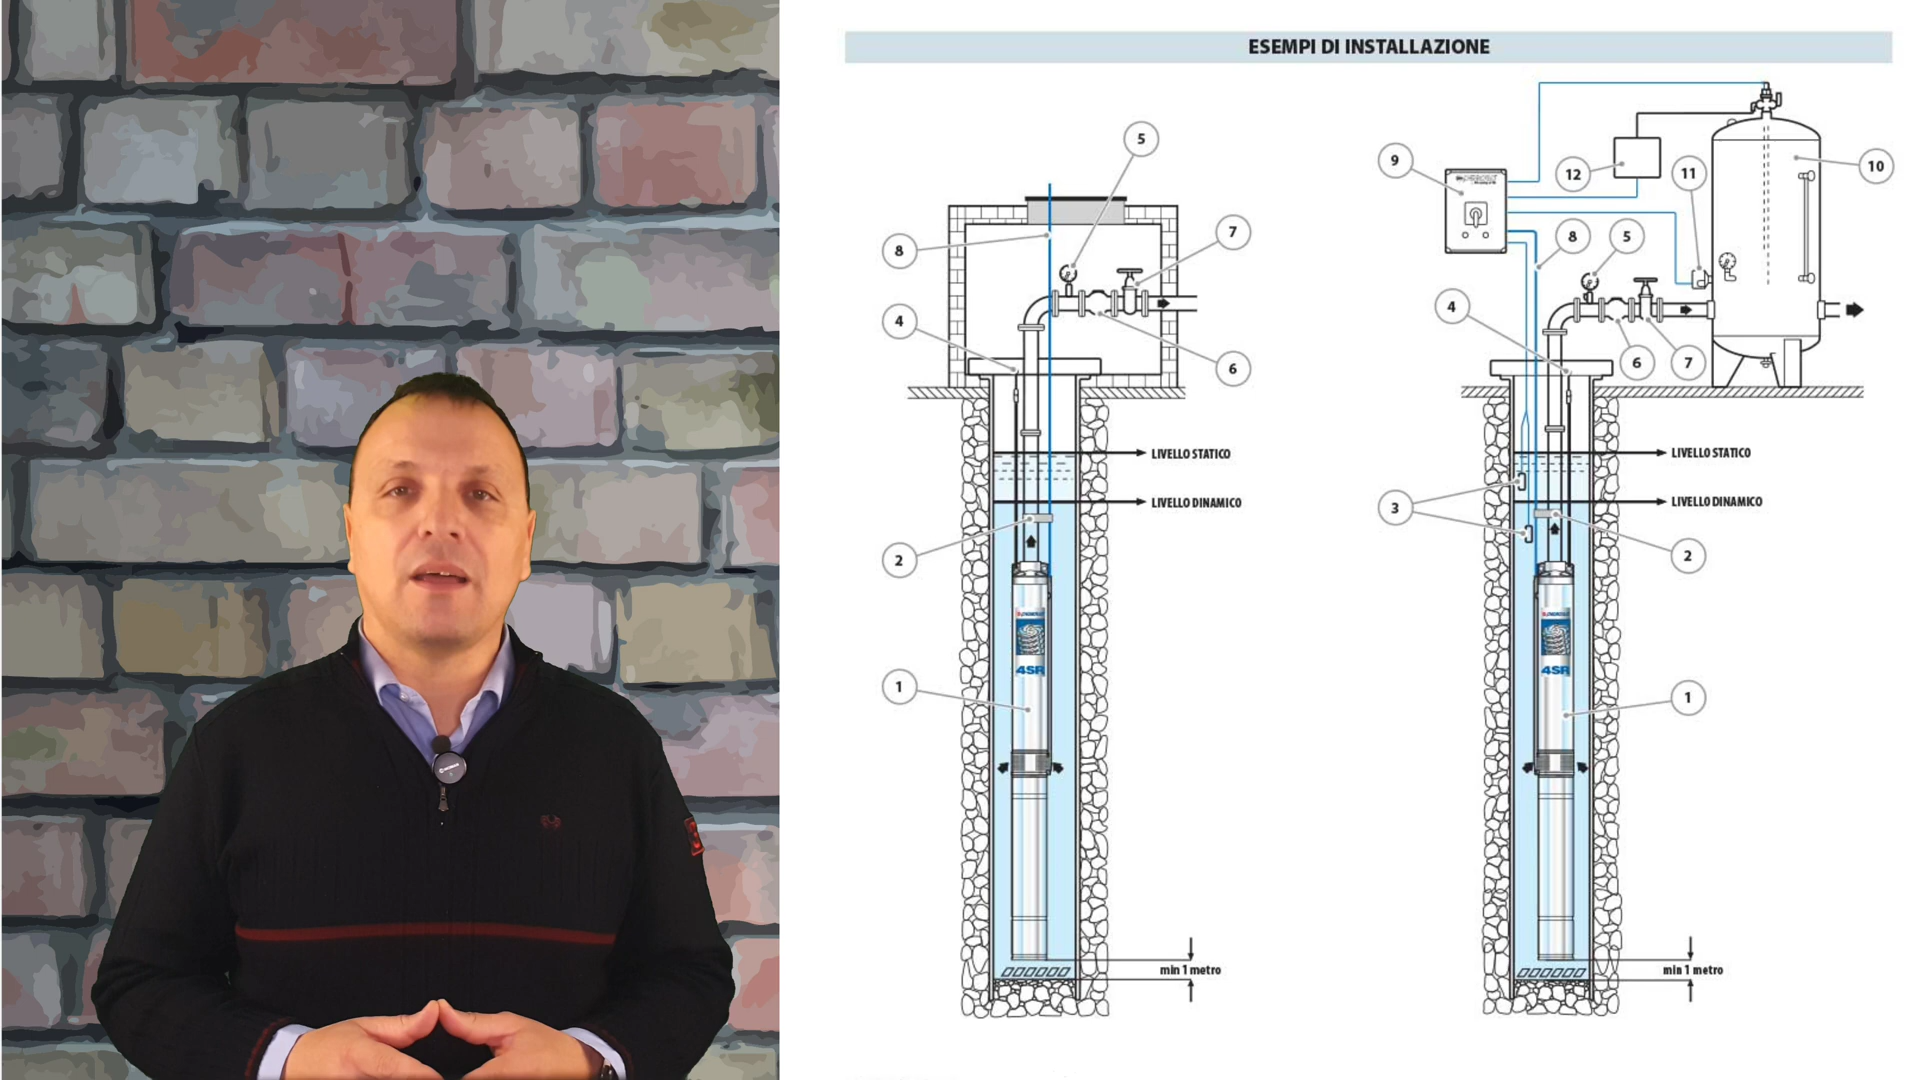 ESEMPI DI INSTALLAZIONE
5
8
7
4
6
LIVELLO STATICO
LIVELLO DINAMICO
2
4SR
1
min 1 metro
9
12
11
10
8
5
4
6
7
LIVELLO STATICO
LIVELLO DINAMICO
3
2
4SR
1
min 1 metro